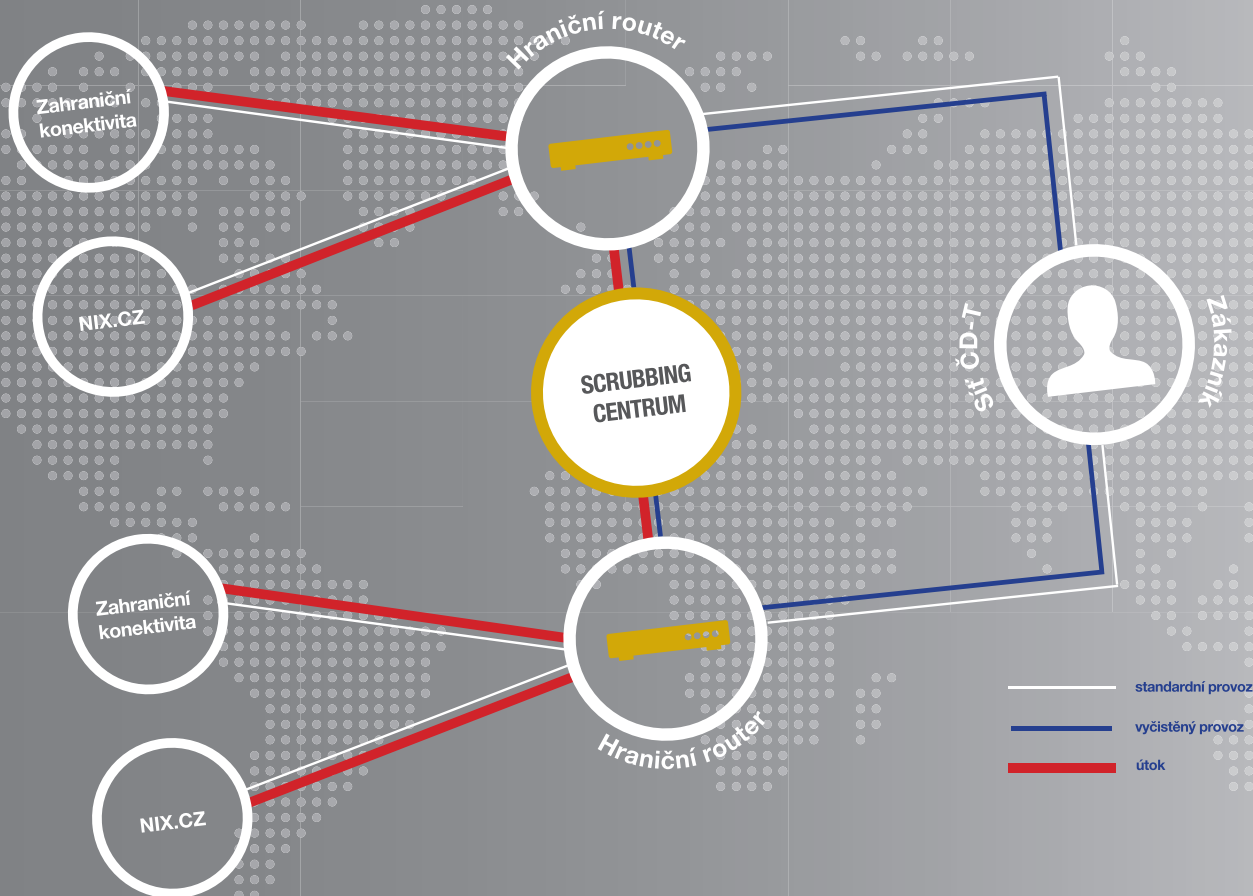 Hraniční router
Zahraniční
konektivita
NIX.CZ
SCRUBBING
CENTRUM
Síť ČD-T
Zákazník
Zahraniční
konektivita
Hraniční router
NIX.CZ
standardní provoz
vyčistěný provoz
útok